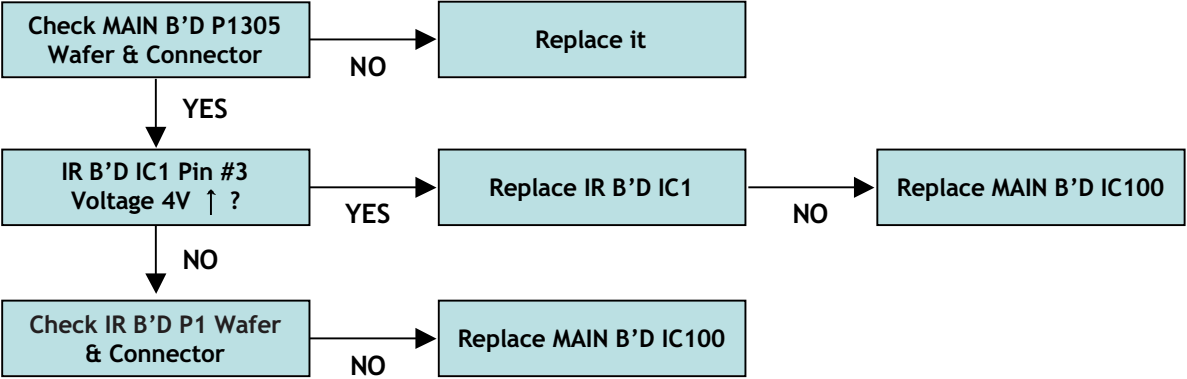 Check MAIN B’D P1305
Wafer & Connector
NO
Replace it
YES
IR B’D IC1 Pin #3
Voltage 4V ↑ ?
YES
Replace IR B’D IC1
NO
Replace MAIN B’D IC100
NO
Check IR B’D P1 Wafer
& Connector
NO
Replace MAIN B’D IC100